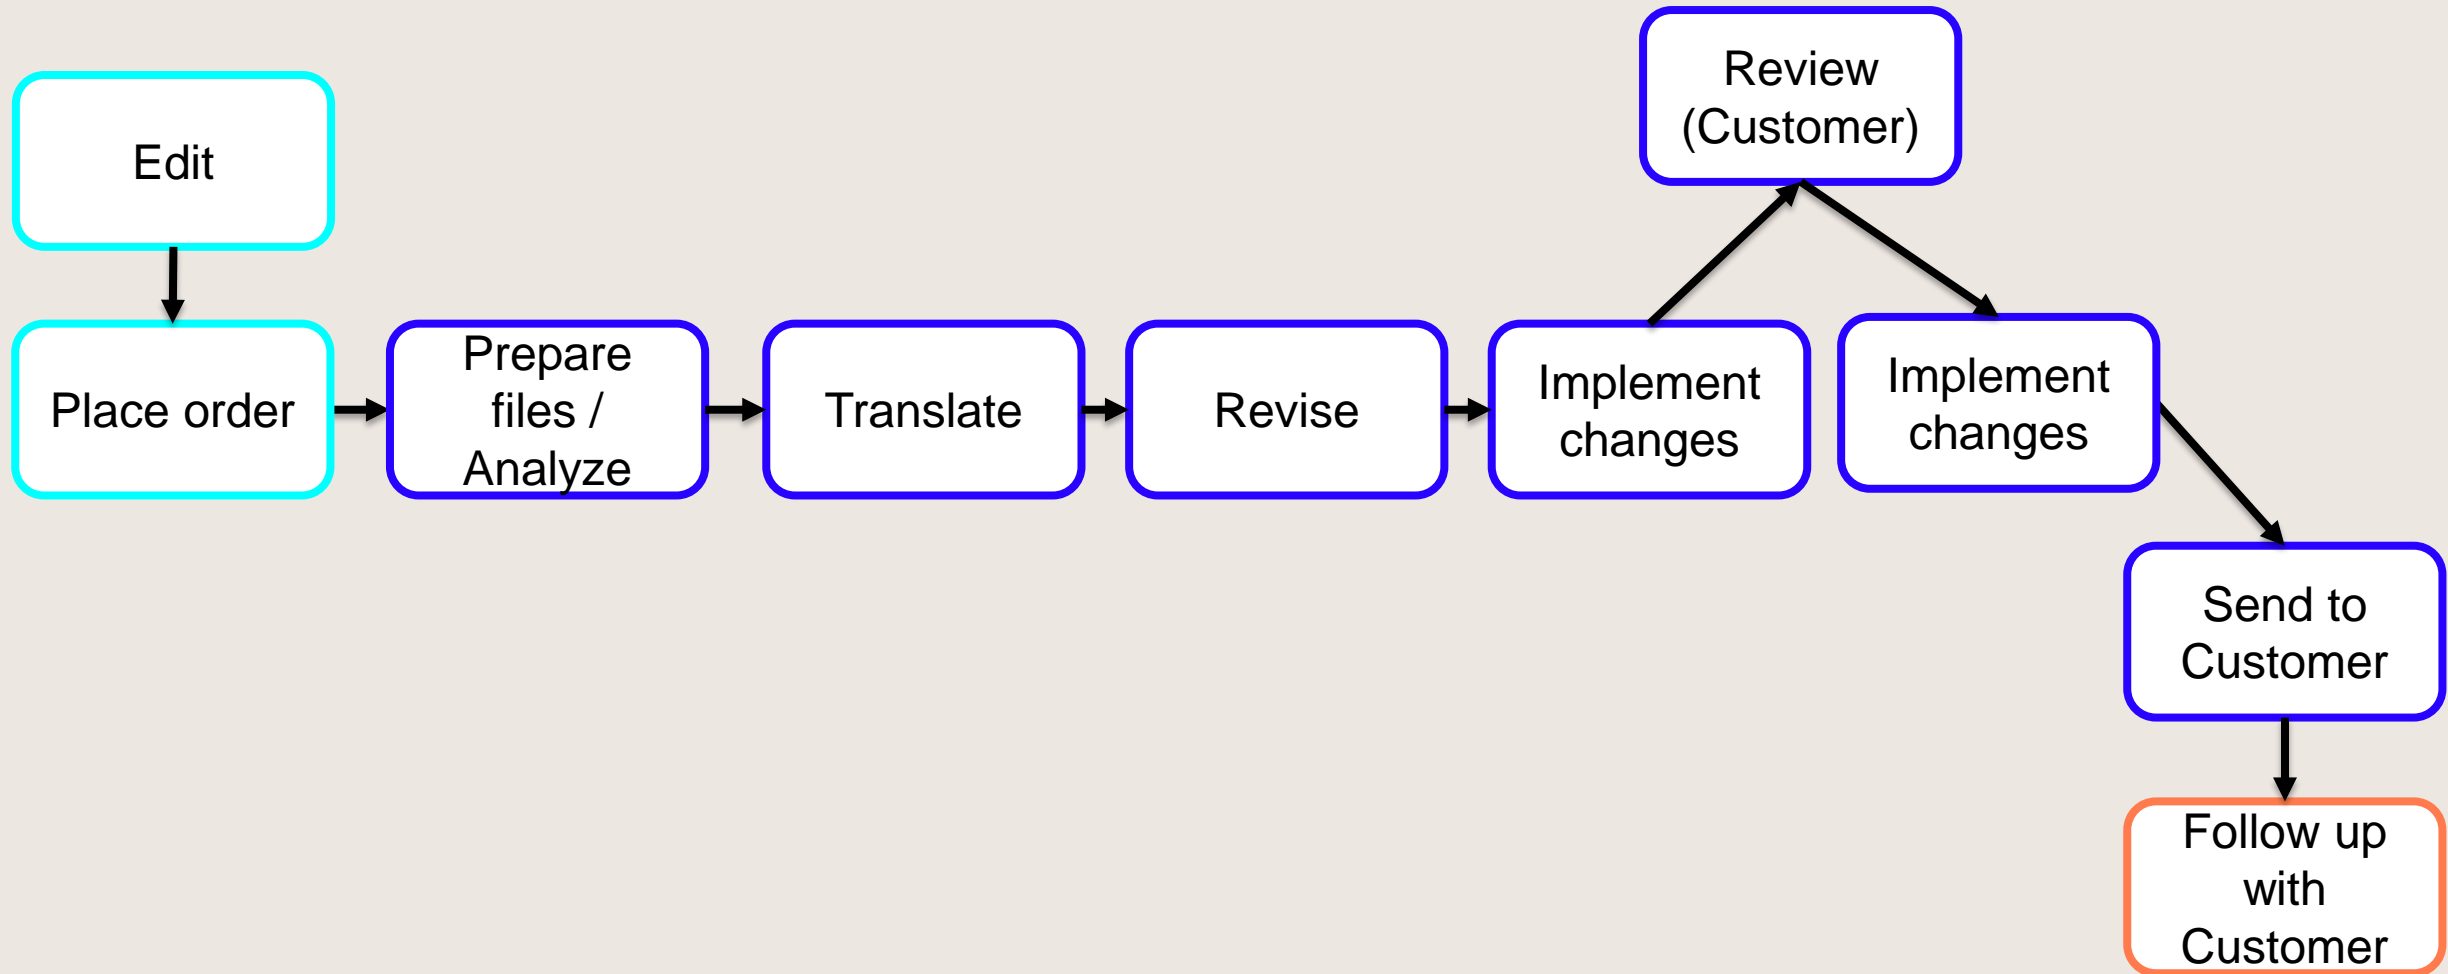 Edit
Place order
Prepare
files /
Analyze
Translate
Revise
Implement
changes
Review
(Customer)
Implement
changes
Send to
Customer
Follow up
with
Customer